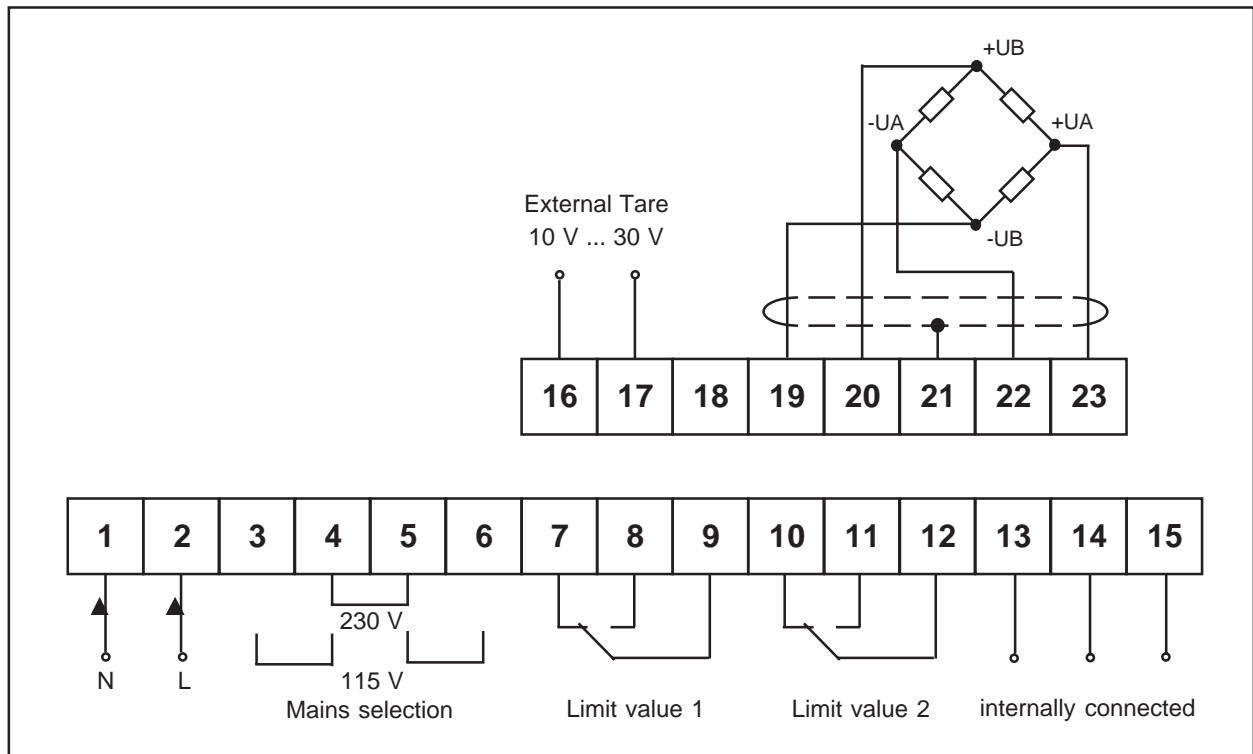 +UB
-UA
+UA
-UB
External Tare
10 V ... 30 V
16 17 18 19 20 21 22 23
1 2 3 4 5 6 7 8 9 10 11 12 13 14 15
230 V
N L
115 V
Mains selection
Limit value 1
Limit value 2
internally connected